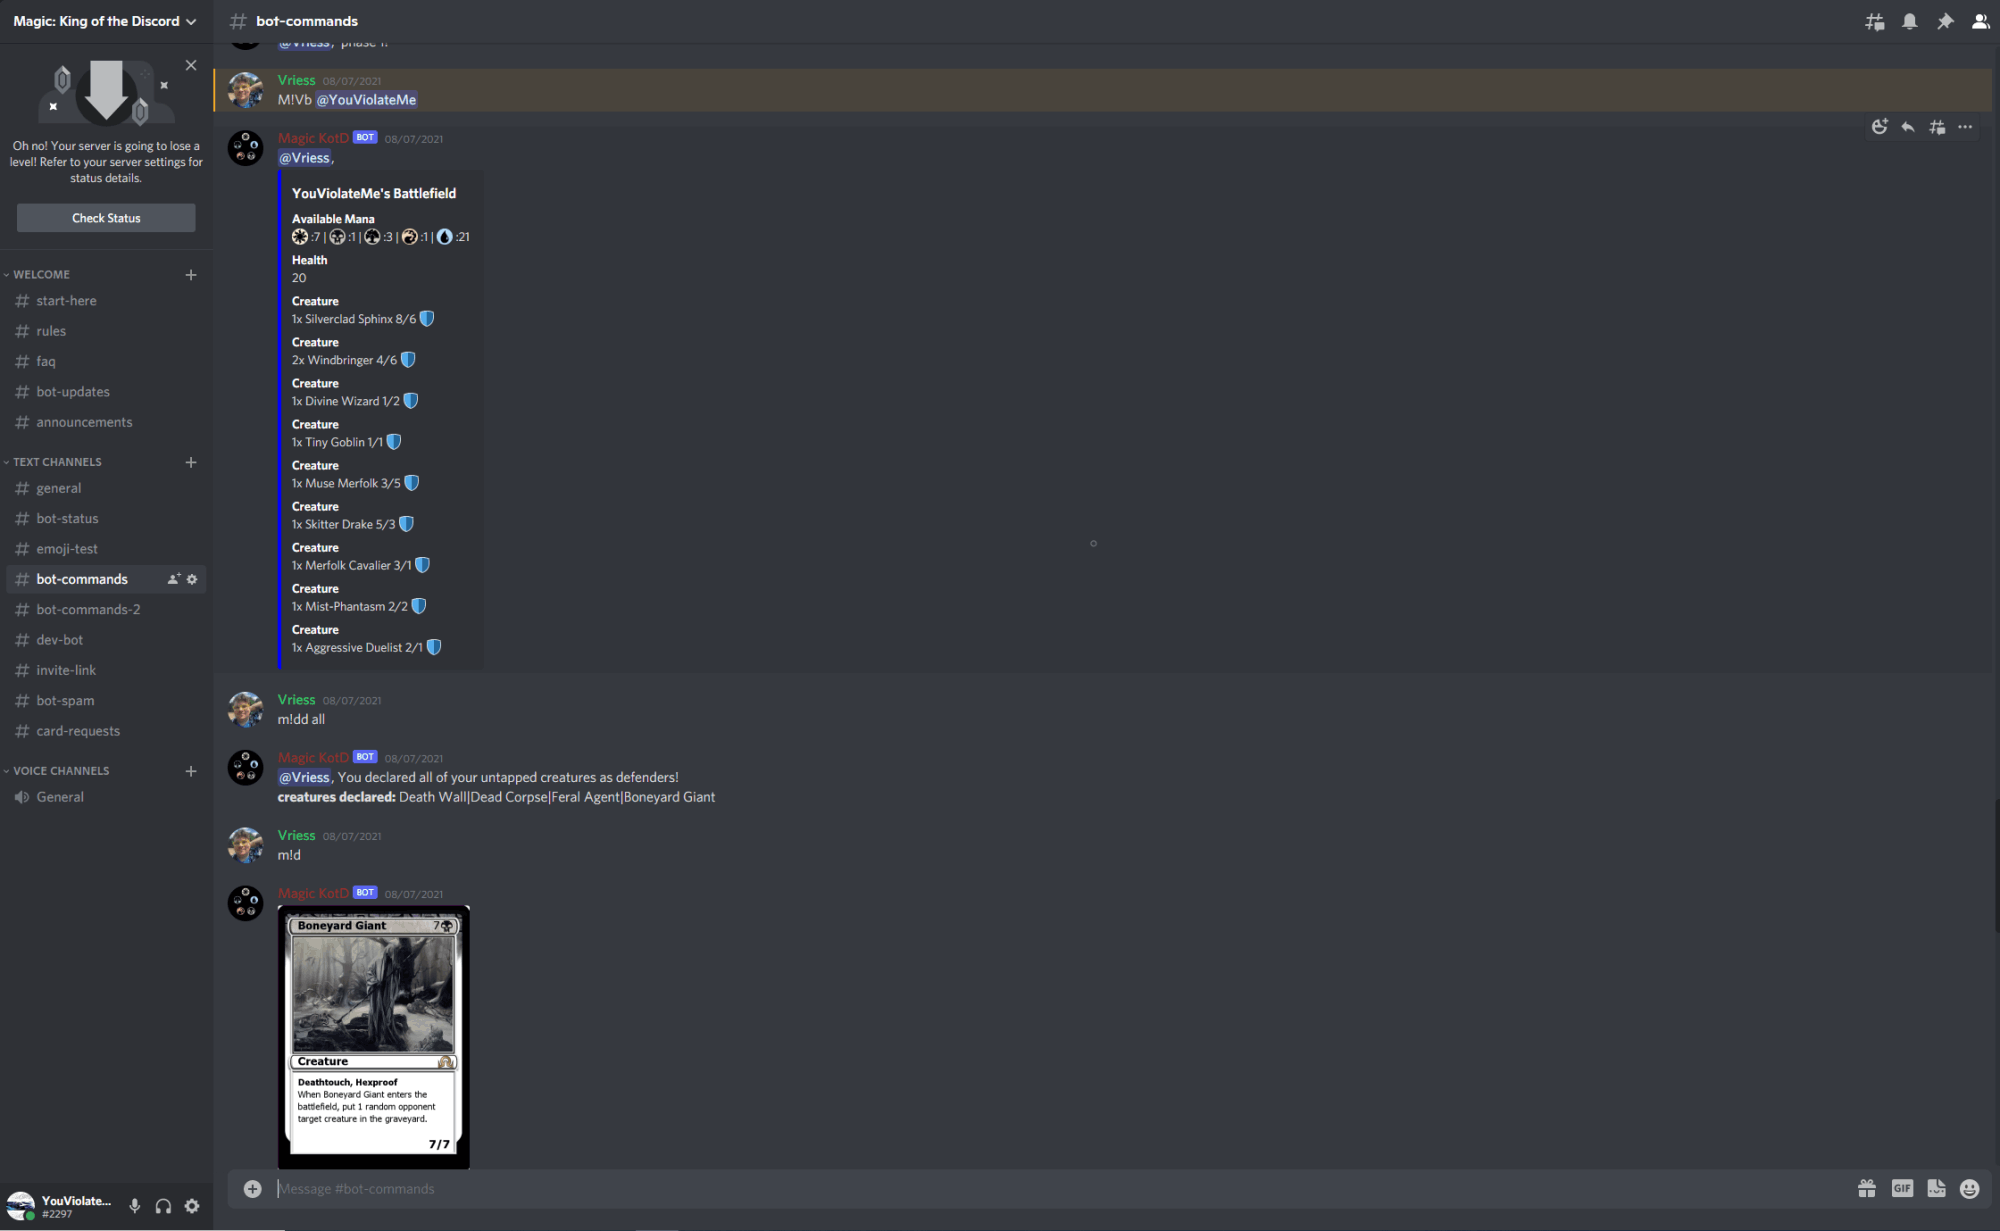 Magic: King of the Discord
Oh no! Your server is going to lose a
level! Refer to your server settings for
status details.
Check Status
WELCOME
start-here
rules
faq
bot-updates
announcements
TEXT CHANNELS
general
bot-status
emoji-test
bot-commands
bot-commands-2
dev-bot
invite-link
bot-spam
card-requests
VOICE CHANNELS
General
YouViolate...
#2297
bot-commands
@Vriess, phase 1!
Vriess 08/07/2021
M!Vb @YouViolateMe
Magic KotD BOT 08/07/2021
@Vriess,
YouViolateMe's Battlefield
Available Mana
:7 | :1 | :3 | :1 | :21
Health
20
Creature
1x Silverclad Sphinx 8/6
Creature
2x Windbringer 4/6
Creature
1x Divine Wizard 1/2
Creature
1x Tiny Goblin 1/1
Creature
1x Muse Merfolk 3/5
Creature
1x Skitter Drake 5/3
Creature
1x Merfolk Cavalier 3/1
Creature
1x Mist-Phantasm 2/2
Creature
1x Aggressive Duelist 2/1
Vriess 08/07/2021
m!dd all
Magic KotD BOT 08/07/2021
@Vriess, You declared all of your untapped creatures as defenders!
creatures declared: Death Wall|Dead Corpse|Feral Agent|Boneyard Giant
Vriess 08/07/2021
m!d
Magic KotD BOT 08/07/2021
Boneyard Giant 7
Creature
Deathtouch, Hexproof
When Boneyard Giant enters the
battlefield, put 1 random opponent
target creature in the graveyard.
7/7
Message #bot-commands
GIF